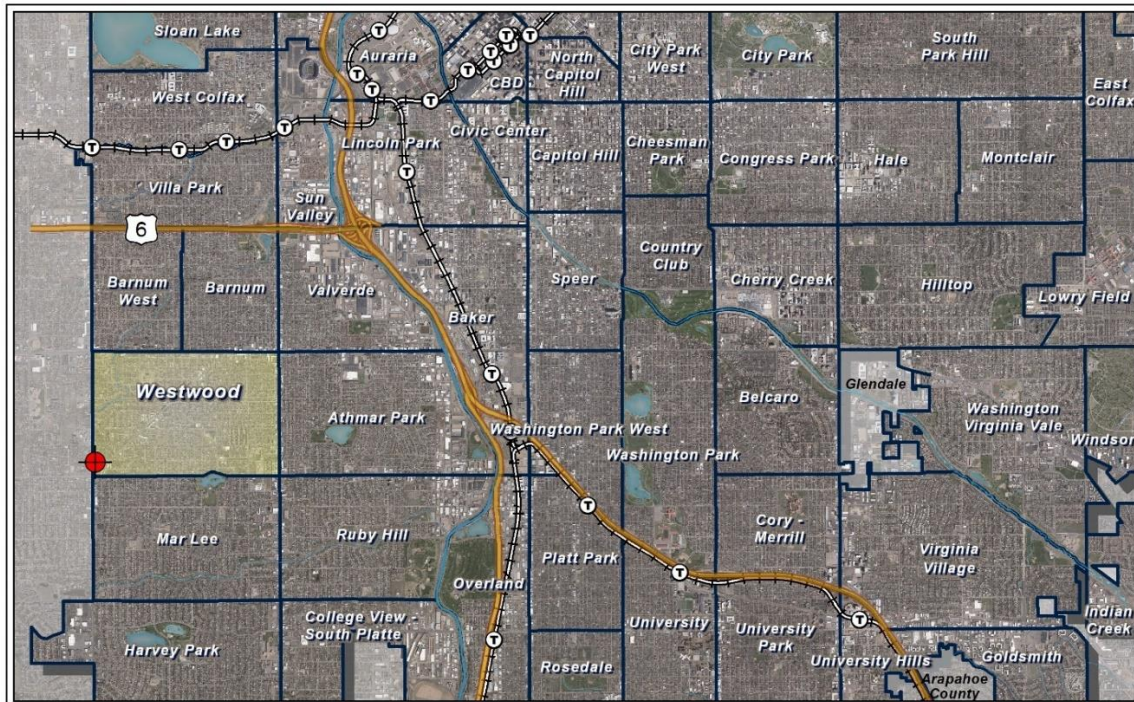 Sloan Lake
Auraria
North
Capitol
Hill
City Park
West
City Park
South
Park Hill
East
Colfax
West Colfax
CBD
T
T
T
T
T
T
T
T
T
Lincoln Park
Civic Center
Capitol Hill
Cheesman
Park
Congress Park
Hale
Montclair
T
T
T
T
T
Villa Park
Sun
Valley
6
Barnum
West
Barnum
Valverde
Baker
Speer
Country
Club
Cherry Creek
Hilltop
Lowry Field
Westwood
Athmar Park
T
Washington Park West
Washington Park
Belcaro
Glendale
Washington
Virginia Vale
Windsor
Mar Lee
Ruby Hill
Overland
T
Platt Park
Cory -
Merrill
Virginia
Village
T
Harvey Park
College View -
South Platte
T
Rosedale
University
University
Park
T
University Hills
Goldsmith
Indian
Creek
Arapahoe
County